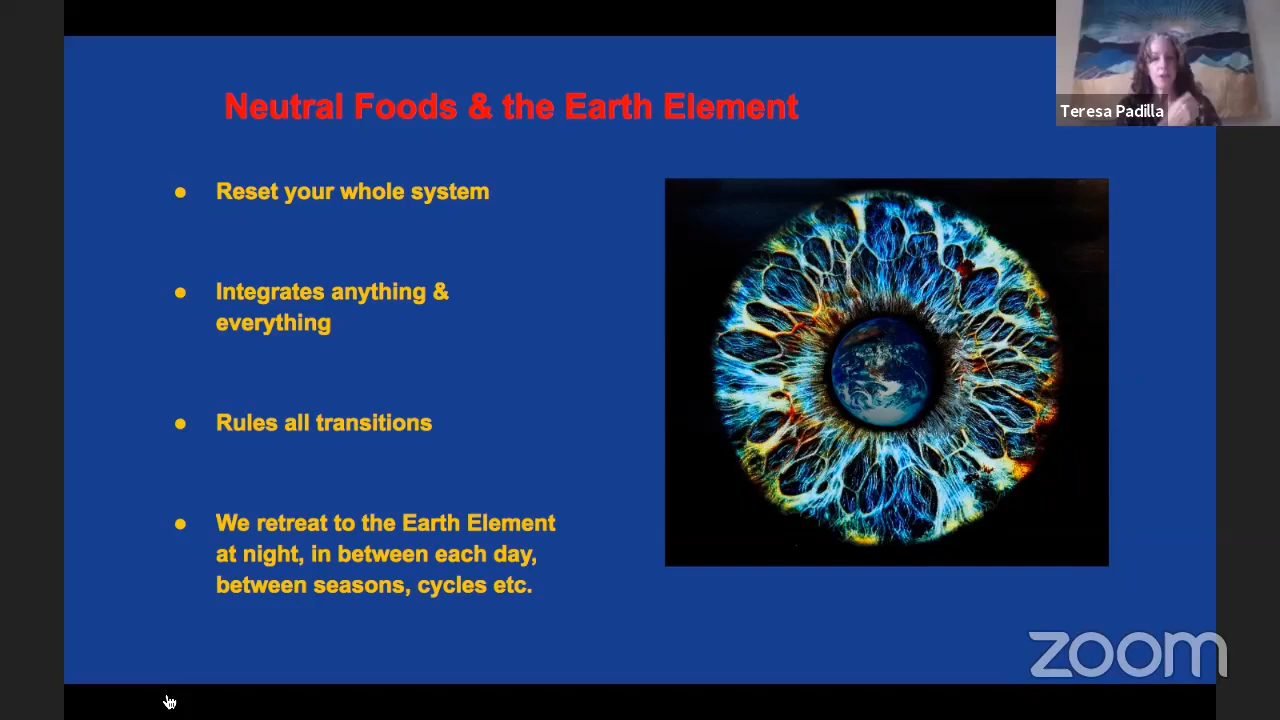 Neutral Foods & the Earth Element
Teresa Padilla
● Reset your whole system
● Integrates anything &
everything
● Rules all transitions
● We retreat to the Earth Element
at night, in between each day,
between seasons, cycles etc.
zoom